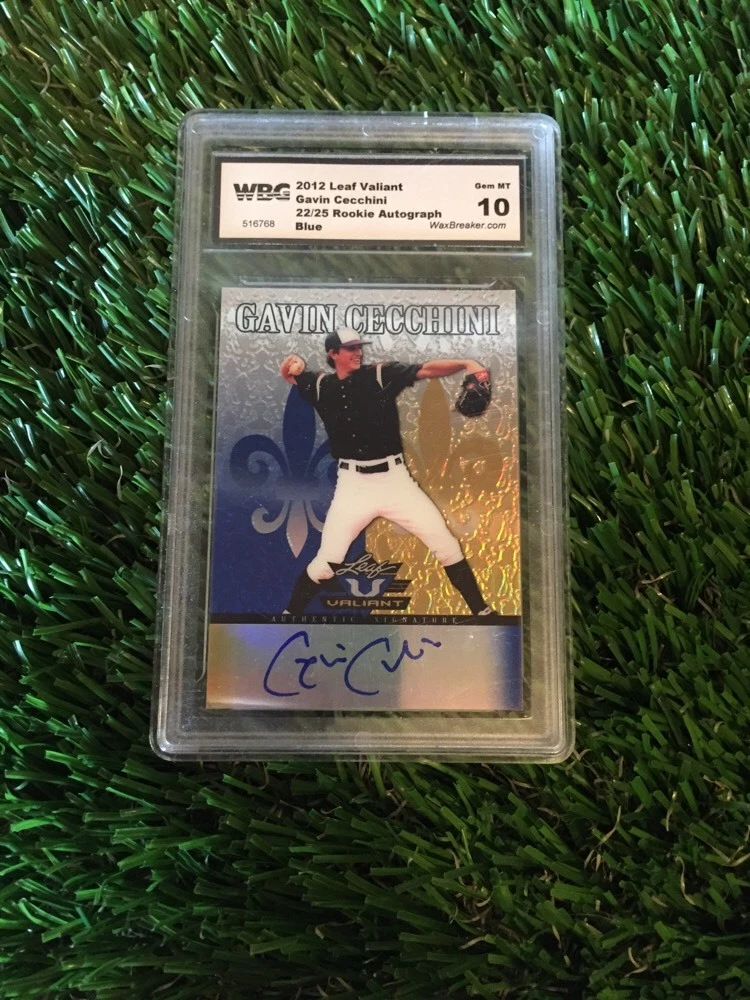 WBG
516768
2012 Leaf Valiant
Gavin Cecchini
22/25 Rookie Autograph
Blue
Gem MT
10
WaxBreaker.com
GAVIN CECCHINI
Leaf
VALIANT
AUTHENTIC SIGNATURE